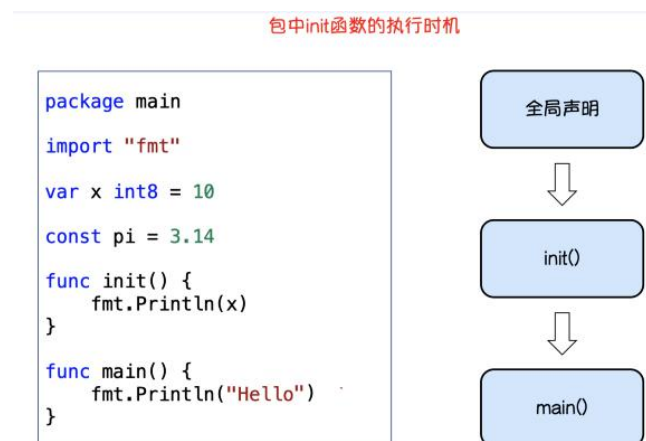 包中init函数的执行时机
package main
import "fmt"
var x int8 = 10
const pi = 3.14
func init() {
    fmt.Println(x)
}
func main() {
    fmt.Println("Hello")
}
全局声明
init()
main()